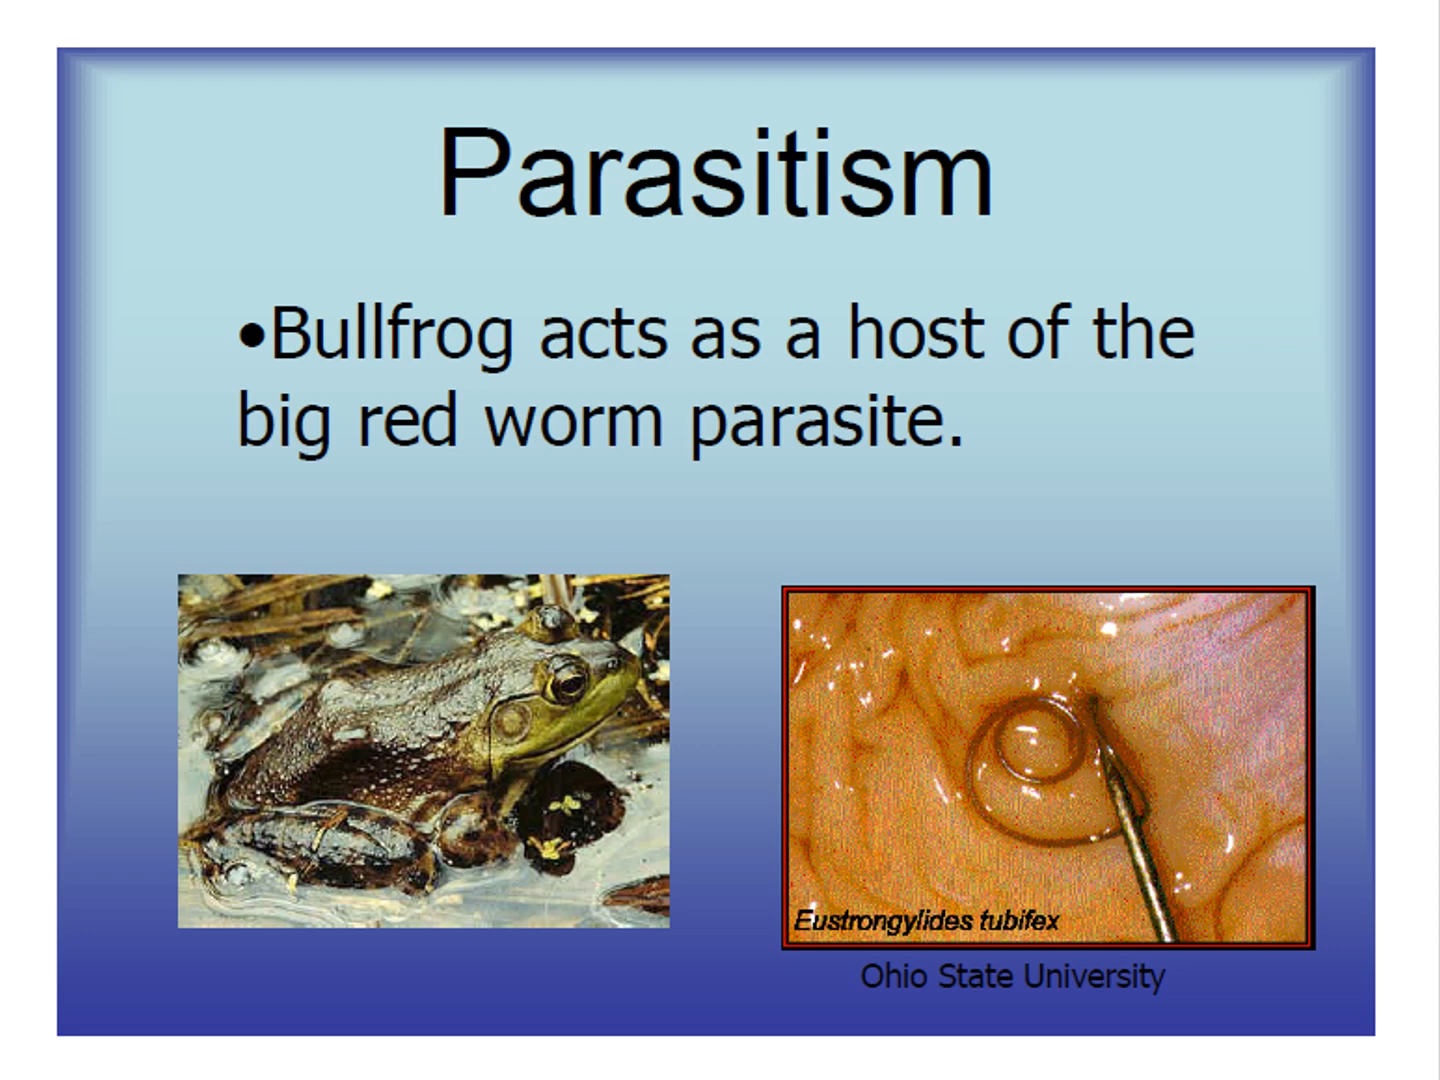 Parasitism
•Bullfrog acts as a host of the
big red worm parasite.
Eustrongylides tubifex
Ohio State University